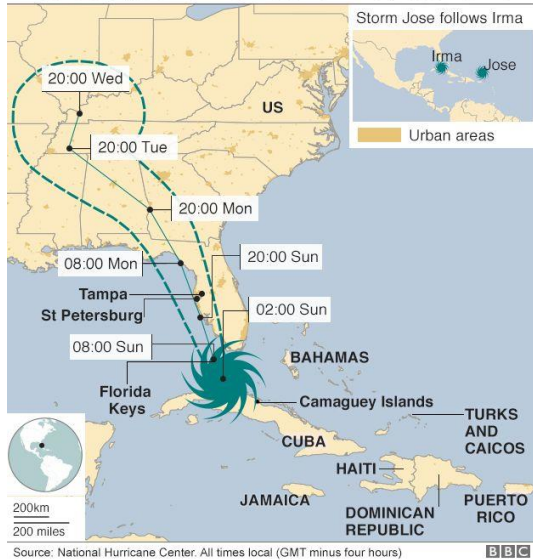 Storm Jose follows Irma
Irma
Jose
Urban areas
20:00 Wed
US
20:00 Tue
20:00 Mon
08:00 Mon
20:00 Sun
Tampa
St Petersburg
02:00 Sun
08:00 Sun
BAHAMAS
Florida
Keys
Camaguey Islands
CUBA
TURKS
AND
CAICOS
HAITI
JAMAICA
DOMINICAN
REPUBLIC
PUERTO
RICO
200km
200 miles
Source: National Hurricane Center. All times local (GMT minus four hours)
BBC